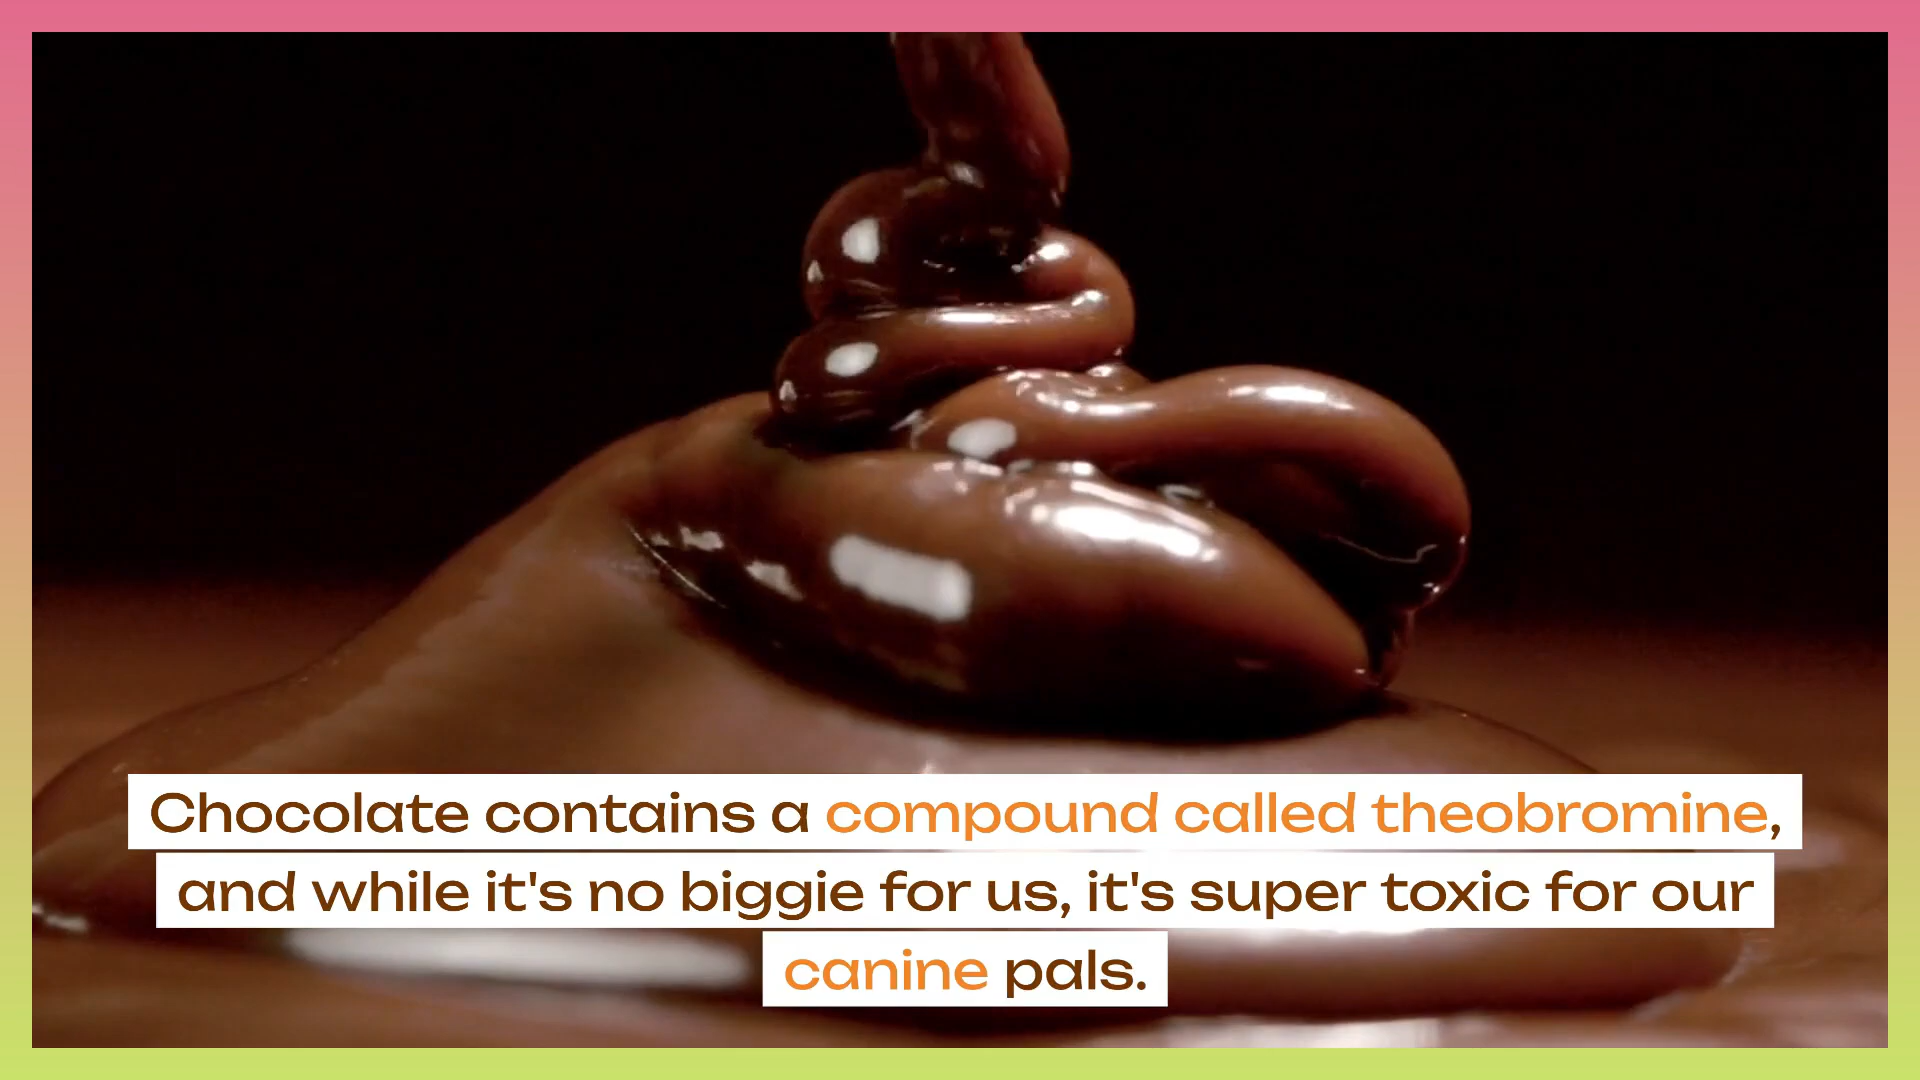 Chocolate contains a compound called theobromine,
and while it's no biggie for us, it's super toxic for our
canine pals.